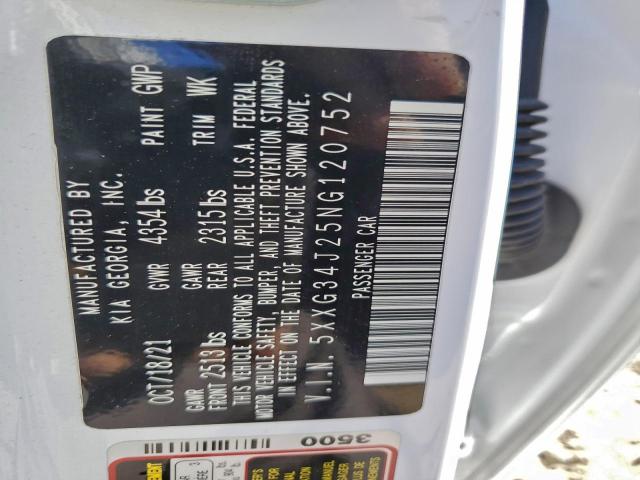 MANUFACTURED BY
KIA GEORGIA, INC.
OCT/18/21 GVWR 4354lbs PAINT GWP
GAWR FRONT 2513lbs GAWR REAR 2315lbs TRIM WK
THIS VEHICLE CONFORMS TO ALL APPLICABLE U.S.A. FEDERAL
MOTOR VEHICLE SAFETY, BUMPER, AND THEFT PREVENTION STANDARDS
IN EFFECT ON THE DATE OF MANUFACTURE SHOWN ABOVE.
V.I.N. 5XXG34J25NG120752
PASSENGER CAR
3500